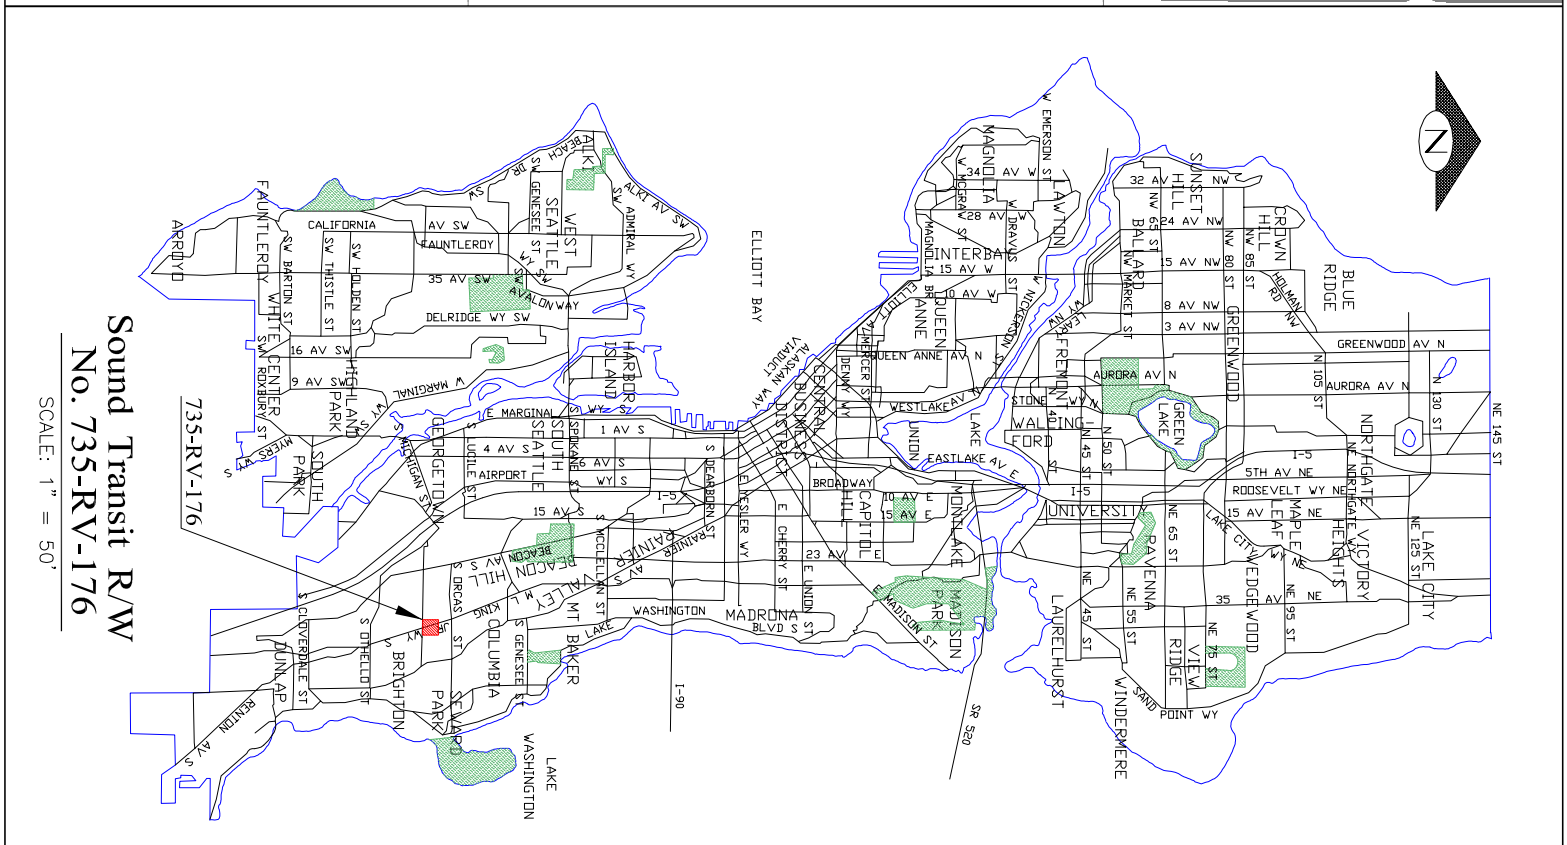 N
Sound Transit R/W
No. 735-RV-176
SCALE: 1" = 50'
735-RV-176
NE 145 ST
N 130 ST
NE 125 ST
LAKE CITY
GREENWOOD AV N
AURORA AV N
N 105 ST
NORTHGATE
NE NORTHGATE WY
VICTORY
HEIGHTS
I-5
5TH AV NE
ROOSEVELT WY NE
15 AV NE
MAPLE
LEAF
LAKE CITY WY NE
35 AV NE
NE 95 ST
WEDGEWOOD
NE 75 ST
VIEW
RIDGE
SAND
POINT WY
WINDERMERE
LAURELHURST
BLUE
RIDGE
CROWN
HILL
HOLMAN
RD NW
NW 85 ST
NW 80 ST
GREENWOOD
SUNSET
HILL
32 AV NW
24 AV NW
15 AV NW
8 AV NW
3 AV NW
NW 65 ST
BALLARD
NW MARKET ST
LEARY WY NW
FREMONT
AURORA AV N
GREEN
LAKE
STONE WY N
WALLING-
FORD
N 50 ST
N 45 ST
I-5
UNIVERSITY
NE 65 ST
RAVENNA
NE 55 ST
NE 45 ST
W EMERSON ST
LAWTON
MAGNOLIA
34 AV W
W MCGRAW ST
28 AV W
W DRAVUS ST
MAGNOLIA BR
INTERBAY
15 AV W
10 AV W
W NICKERSON ST
QUEEN
ANNE
QUEEN ANNE AV N
ELLIOTT AV
MERCER ST
DENNY WY
WESTLAKE AV N
LAKE
UNION
EASTLAKE AV E
ELLIOTT BAY
ALASKAN WAY
VIADUCT
CENTRAL
BUSINESS
DISTRICT
BROADWAY
CAPITOL
HILL
10 AV E
15 AV E
23 AV E
MONTLAKE
MADISON
PARK
E MADISON ST
SR 520
E UNION ST
E CHERRY ST
E YESLER WY
S DEARBORN ST
MADRONA
BLVD S
WASHINGTON
LAKE
I-90
I-5
RAINIER AV S
RAINIER
VALLEY
MT BAKER
S MCCLELLAN ST
BEACON
HILL
BEACON AV S
M L KING
JR WY S
COLUMBIA
S GENESEE ST
S ORCAS ST
SEWARD
PARK
LAKE
WASHINGTON
BRIGHTON
S OTHELLO ST
S CLOVERDALE ST
DUNLAP
RENTON AV S
ALKI
BEACH DR SW
ALKI AV SW
SW ADMIRAL WY
WEST
SEATTLE
SW GENESEE ST
CALIFORNIA
AV SW
FAUNTLEROY
WY SW
35 AV SW
SW AVALON WAY
DELRIDGE WY SW
FAUNTLEROY
ARROYO
SW BARTON ST
SW THISTLE ST
SW HOLDEN ST
16 AV SW
9 AV SW
HIGHLAND
PARK
WHITE CENTER
SW ROXBURY ST
MYERS WY S
SOUTH
PARK
W MARGINAL
WY S
HARBOR
ISLAND
E MARGINAL WY S
1 AV S
4 AV S
6 AV S
AIRPORT WY S
15 AV S
S SPOKANE ST
SOUTH
SEATTLE
S LUCILE ST
GEORGETOWN
S MICHIGAN ST